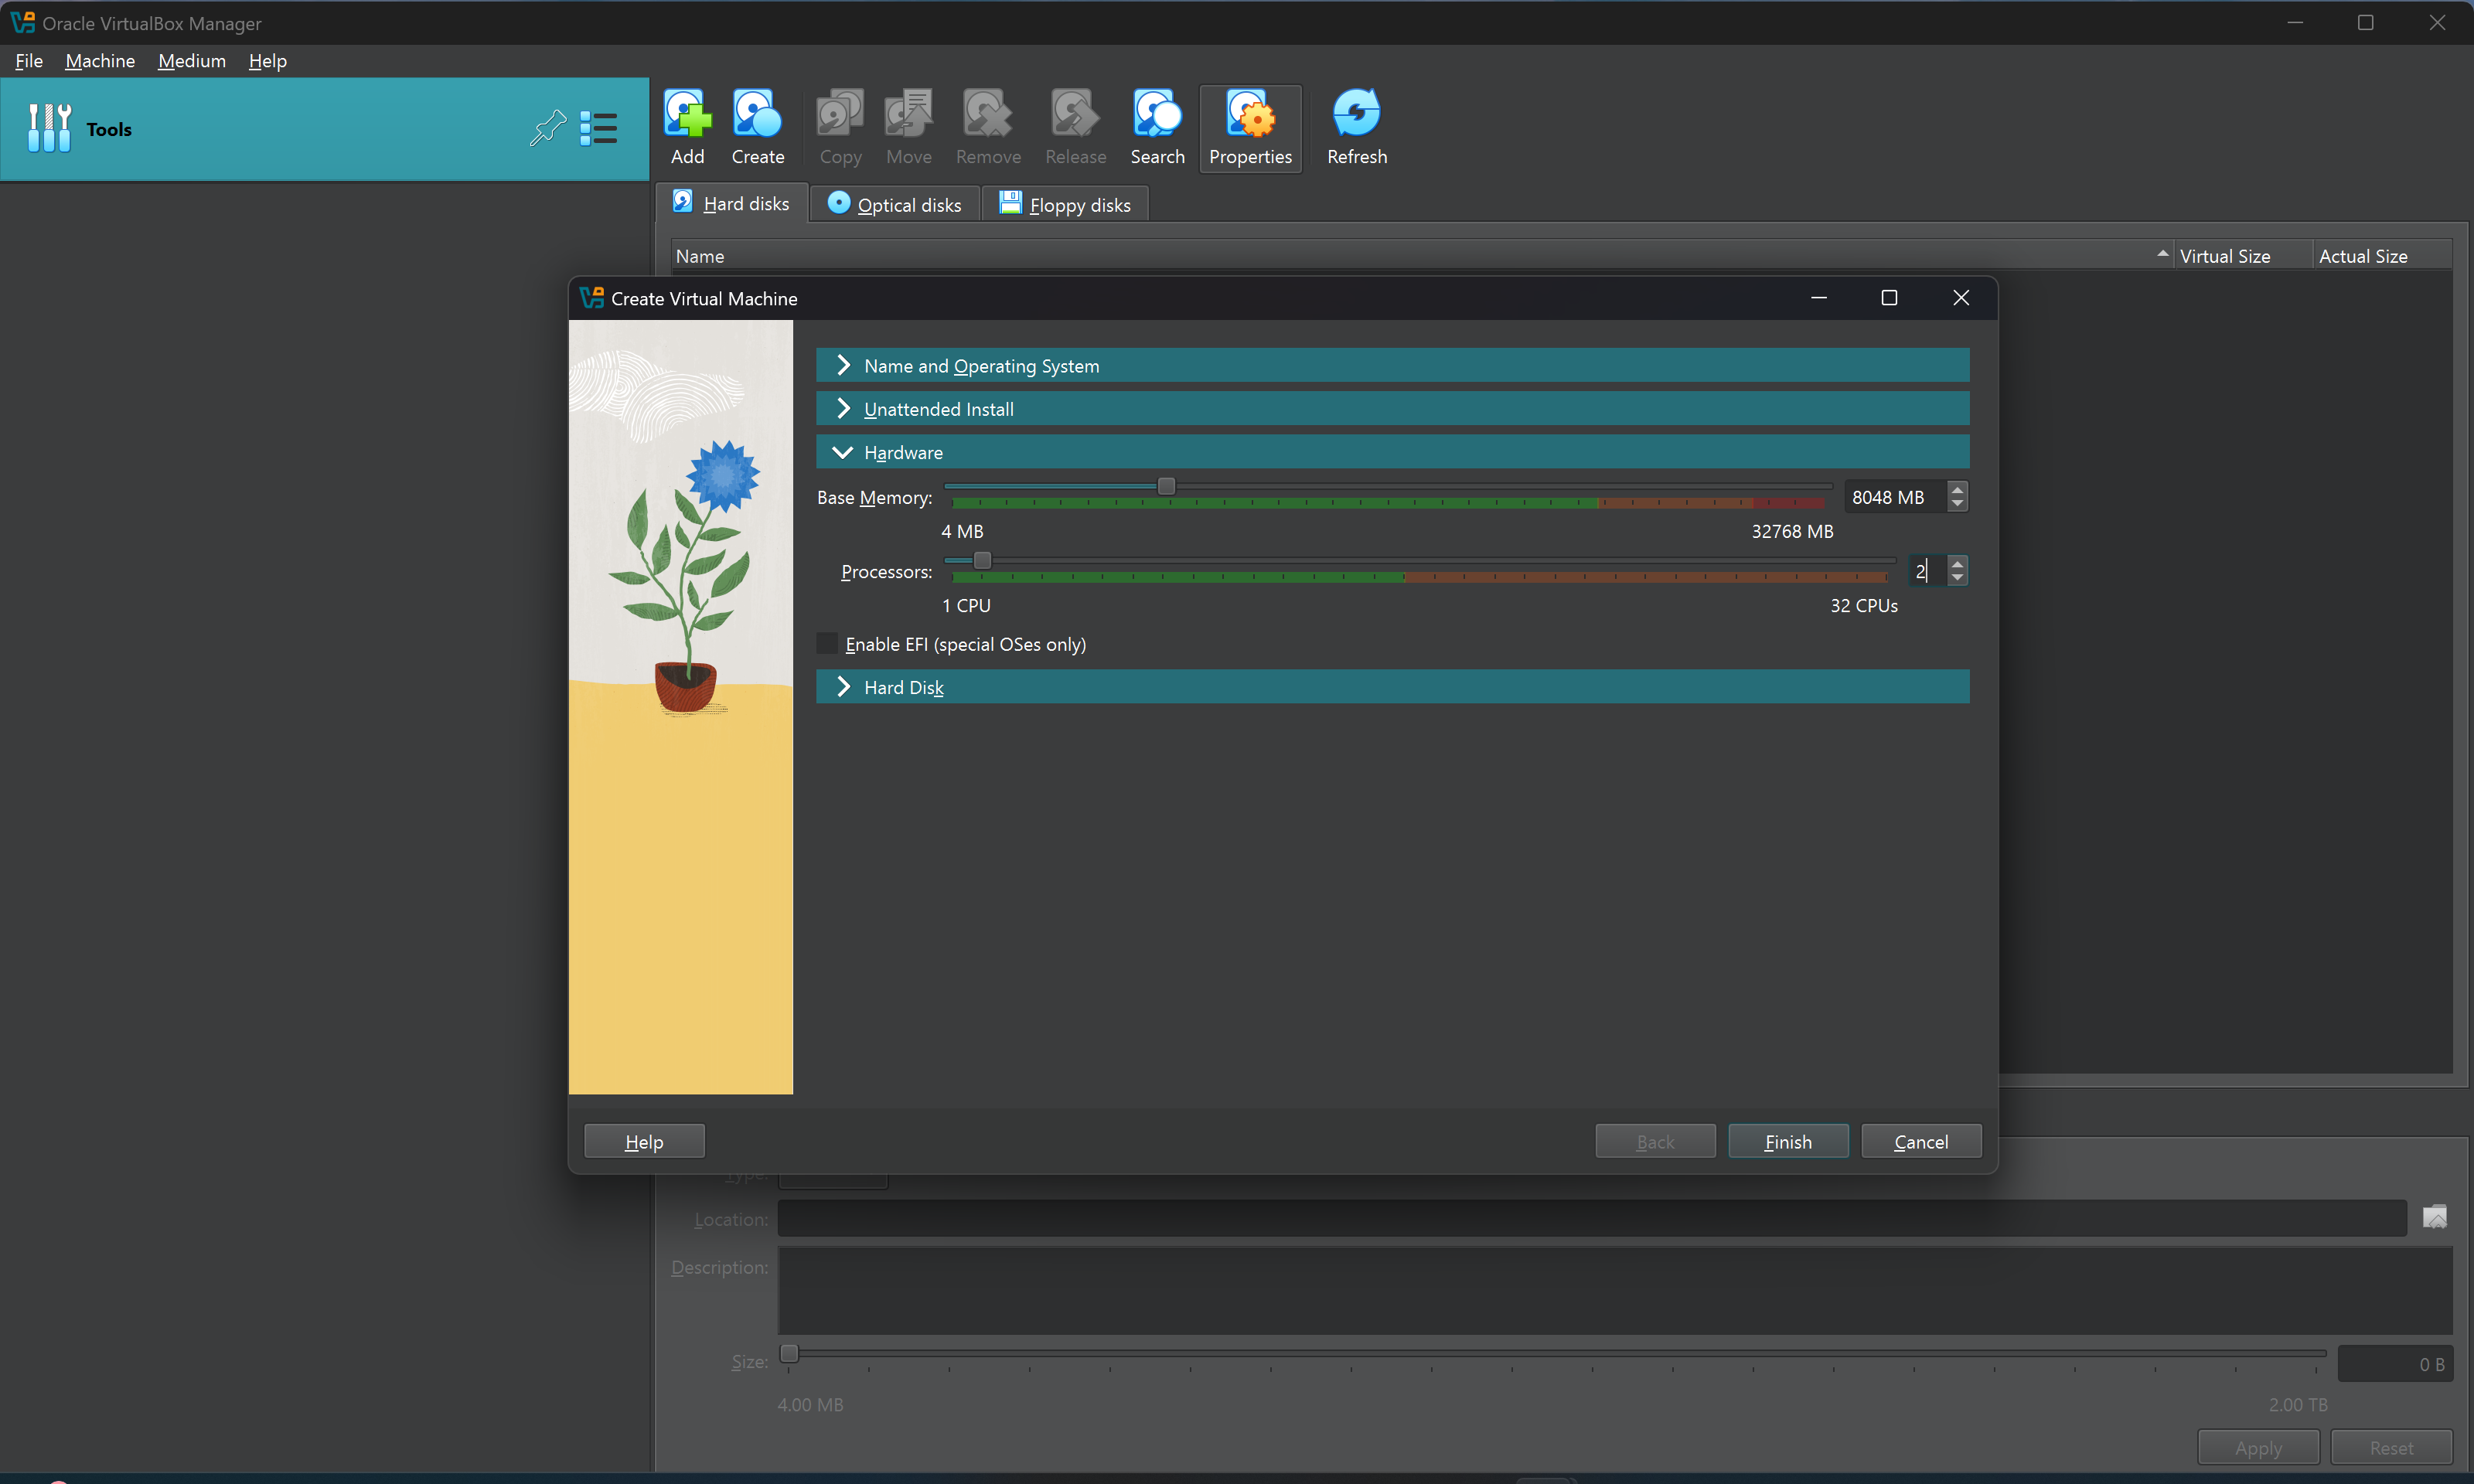 Oracle VirtualBox Manager
File Machine Medium Help
Tools
Add Create Copy Move Remove Release Search Properties Refresh
Hard disks Optical disks Floppy disks
Name Virtual Size Actual Size
Create Virtual Machine
Name and Operating System
Unattended Install
Hardware
Base Memory: 8048 MB
4 MB 32768 MB
Processors: 2
1 CPU 32 CPUs
Enable EFI (special OSes only)
Hard Disk
Help Back Finish Cancel
Type:
Location:
Description:
Size: 0 B
4.00 MB 2.00 TB
Apply Reset